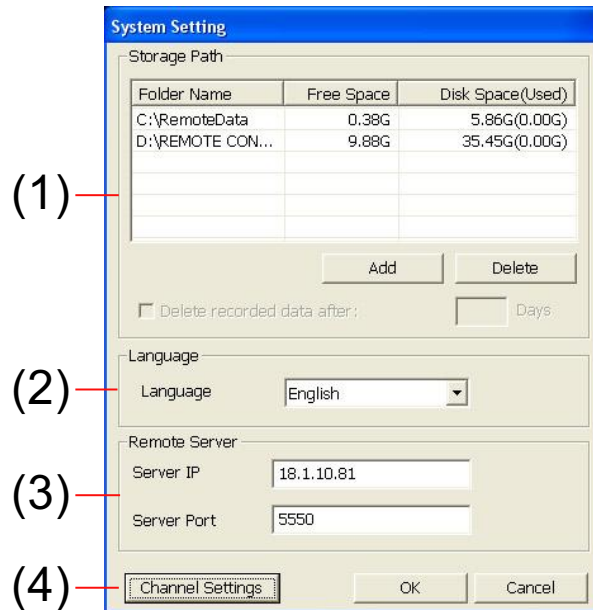 System Setting
Storage Path
Folder Name Free Space Disk Space(Used)
C:\RemoteData 0.38G 5.86G(0.00G)
D:\REMOTE CON... 9.88G 35.45G(0.00G)
(1)
Add Delete
Delete recorded data after: Days
Language
(2) Language English
Remote Server
Server IP 18.1.10.81
(3)
Server Port 5550
(4) Channel Settings OK Cancel